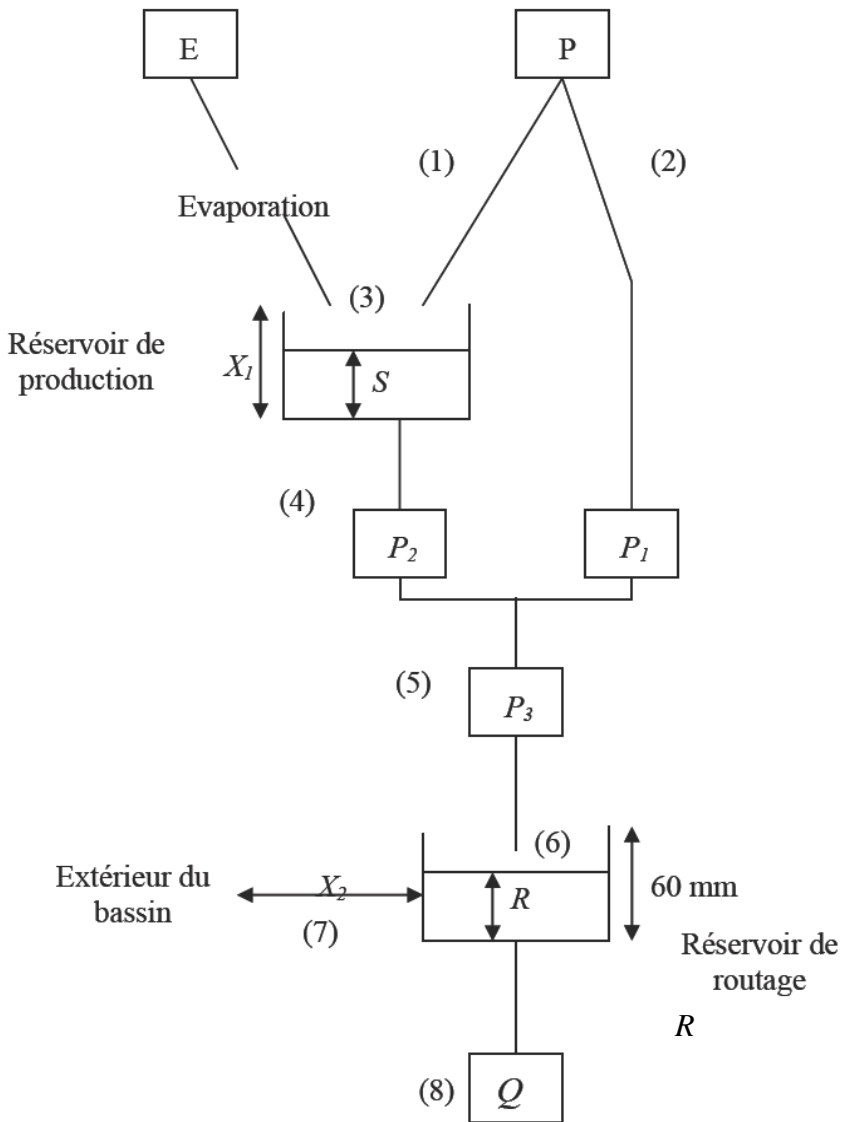 E
P
(1)
(2)
Evaporation
(3)
Réservoir de
production
X₁
S
(4)
P₂
P₁
(5)
P₃
(6)
Extérieur du
bassin
X₂
(7)
R
60 mm
Réservoir de
routage
R
(8)
Q